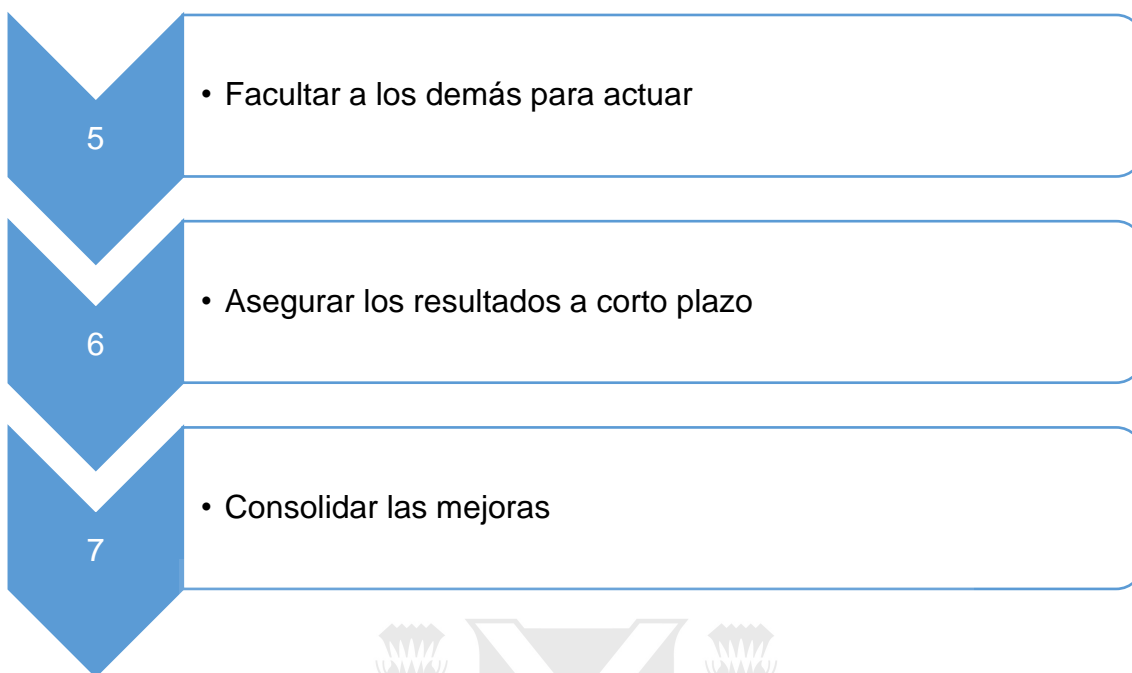 5
• Facultar a los demás para actuar
6
• Asegurar los resultados a corto plazo
7
• Consolidar las mejoras